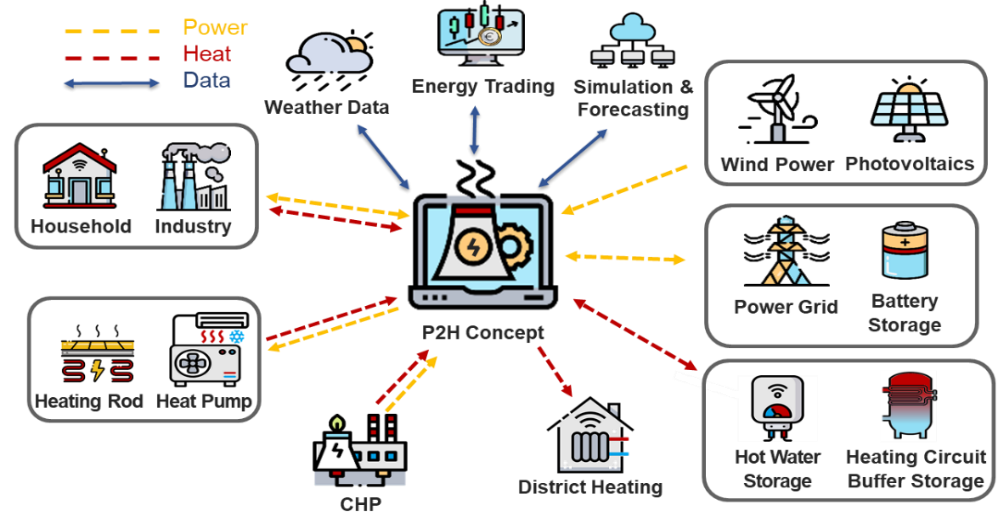 Power
Heat
Data
Weather Data
Energy Trading
Simulation &
Forecasting
Household
Industry
Wind Power
Photovoltaics
Power Grid
Battery
Storage
P2H Concept
Heating Rod
Heat Pump
CHP
District Heating
Hot Water
Storage
Heating Circuit
Buffer Storage